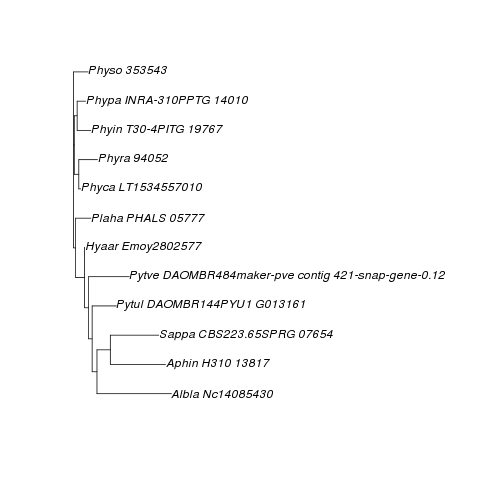 Physo 353543
Phypa INRA-310PPTG 14010
Phyin T30-4PITG 19767
Phyra 94052
Phyca LT1534557010
Plaha PHALS 05777
Hyaar Emoy2802577
Pytve DAOMBR484maker-pve contig 421-snap-gene-0.12
Pytul DAOMBR144PYU1 G013161
Sappa CBS223.65SPRG 07654
Aphin H310 13817
Albla Nc14085430